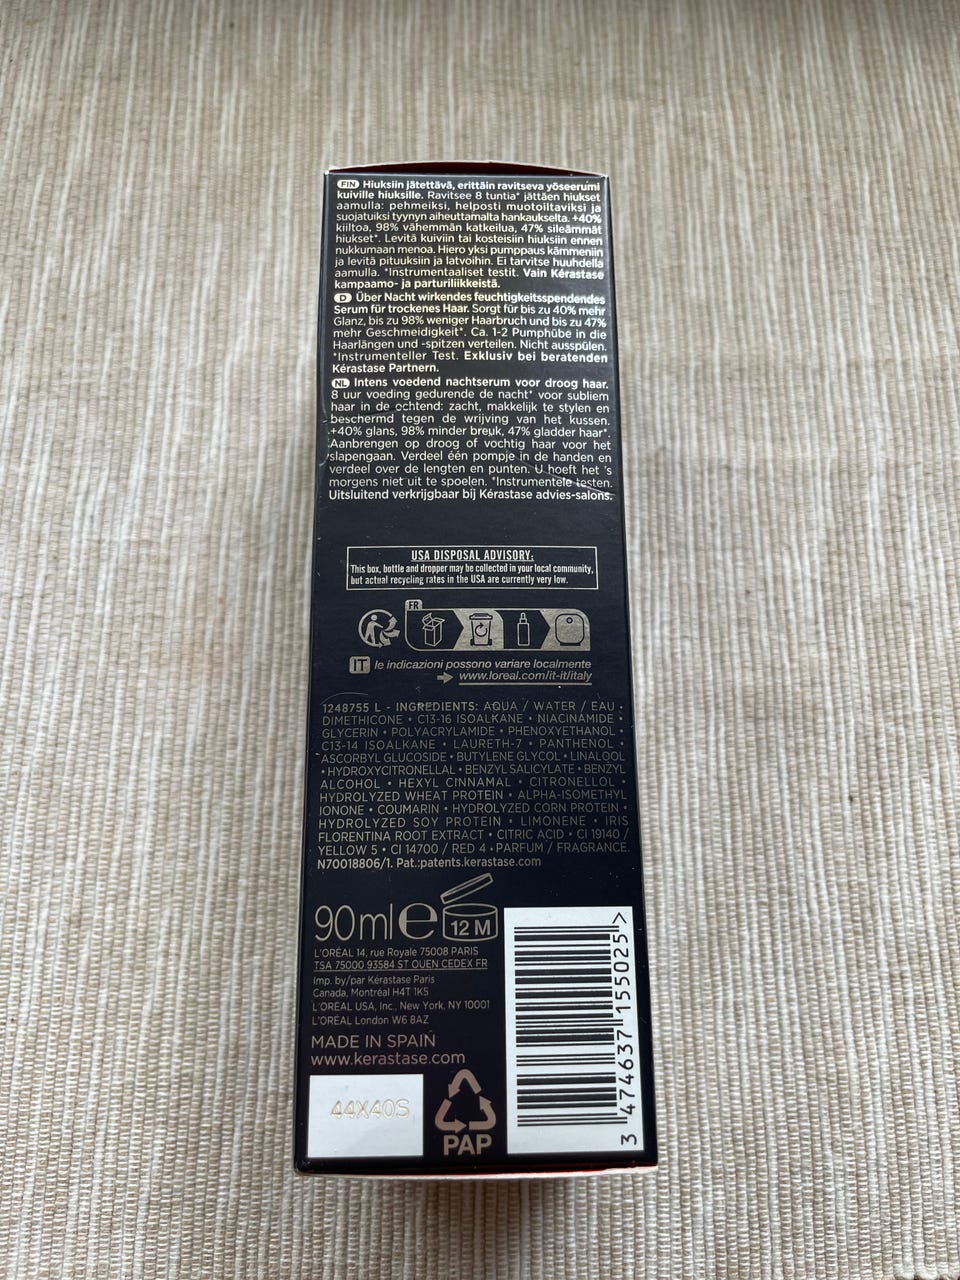 FIN Hiuksiin jätettävä, erittäin ravitseva yöseerumi
kuiville hiuksille. Ravitsee 8 tuntia* jättäen hiukset
aamulla: pehmeiksi, helposti muotoiltaviksi ja
suojatuiksi tyynyn aiheuttamalta hankaukselta. +40%
kiiltoa, 98% vähemmän katkeilua, 47% sileämmät
hiukset*. Levitä kuiviin tai kosteisiin hiuksiin ennen
nukkumaan menoa. Hiero yksi pumppaus kämmeniin
ja levitä pituuksiin ja latvoihin. Ei tarvitse huuhdella
aamulla. *Instrumentaaliset testit. Vain Kérastase
kampaamo- ja parturiliikkeistä.
D Über Nacht wirkendes feuchtigkeitsspendendes
Serum für trockenes Haar. Sorgt für bis zu 40% mehr
Glanz, bis zu 98% weniger Haarbruch und bis zu 47%
mehr Geschmeidigkeit*. Ca. 1-2 Pumphübe in die
Haarlängen und -spitzen verteilen. Nicht ausspülen.
*Instrumenteller Test. Exklusiv bei beratenden
Kérastase Partnern.
NL Intens voedend nachtserum voor droog haar.
8 uur voeding gedurende de nacht* voor subliem
haar in de ochtend: zacht, makkelijk te stylen en
beschermd tegen de wrijving van het kussen.
+40% glans, 98% minder breuk, 47% gladder haar*.
Aanbrengen op droog of vochtig haar voor het
slapengaan. Verdeel één pompje in de handen en
verdeel over de lengten en punten. U hoeft het 's
morgens niet uit te spoelen. *Instrumentele testen.
Uitsluitend verkrijgbaar bij Kérastase advies-salons.
USA DISPOSAL ADVISORY:
This box, bottle and dropper may be collected in your local community,
but actual recycling rates in the USA are currently very low.
FR
IT le indicazioni possono variare localmente
www.loreal.com/it-it/italy
1248755 L - INGREDIENTS: AQUA / WATER / EAU •
DIMETHICONE • C13-16 ISOALKANE • NIACINAMIDE •
GLYCERIN • POLYACRYLAMIDE • PHENOXYETHANOL •
C13-14 ISOALKANE • LAURETH-7 • PANTHENOL •
ASCORBYL GLUCOSIDE • BUTYLENE GLYCOL • LINALOOL
• HYDROXYCITRONELLAL • BENZYL SALICYLATE • BENZYL
ALCOHOL • HEXYL CINNAMAL • CITRONELLOL •
HYDROLYZED WHEAT PROTEIN • ALPHA-ISOMETHYL
IONONE • COUMARIN • HYDROLYZED CORN PROTEIN •
HYDROLYZED SOY PROTEIN • LIMONENE • IRIS
FLORENTINA ROOT EXTRACT • CITRIC ACID • CI 19140 /
YELLOW 5 • CI 14700 / RED 4 • PARFUM / FRAGRANCE.
N70018806/1. Pat.:patents.kerastase.com
90ml e 12 M
L'ORÉAL 14, rue Royale 75008 PARIS
TSA 75000 93584 ST OUEN CEDEX FR
Imp. by/par Kérastase Paris
Canada, Montréal H4T 1K5
L'ORÉAL USA, Inc., New York, NY 10001
L'ORÉAL London W6 8AZ
MADE IN SPAIN
www.kerastase.com
44X40S
PAP
3 474637 155025 >